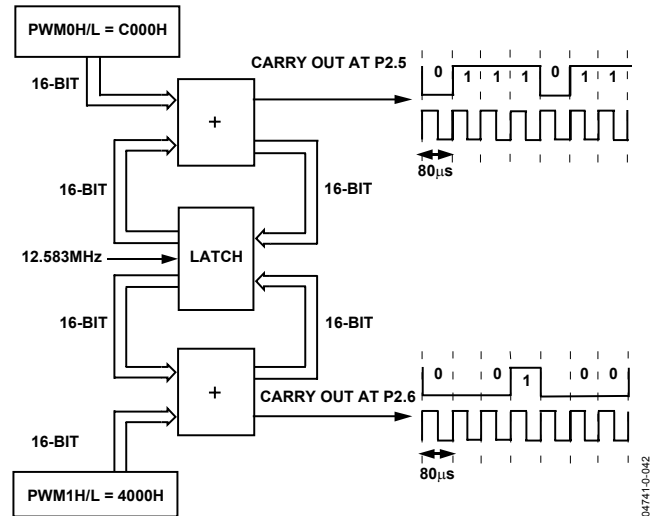 PWM0H/L = C000H
16-BIT
CARRY OUT AT P2.5
0 1 1 1 0 1 1
+
80µs
16-BIT
16-BIT
12.583MHz
LATCH
16-BIT
16-BIT
+
0 0 1 0 0
CARRY OUT AT P2.6
16-BIT
80µs
PWM1H/L = 4000H
04741-0-042